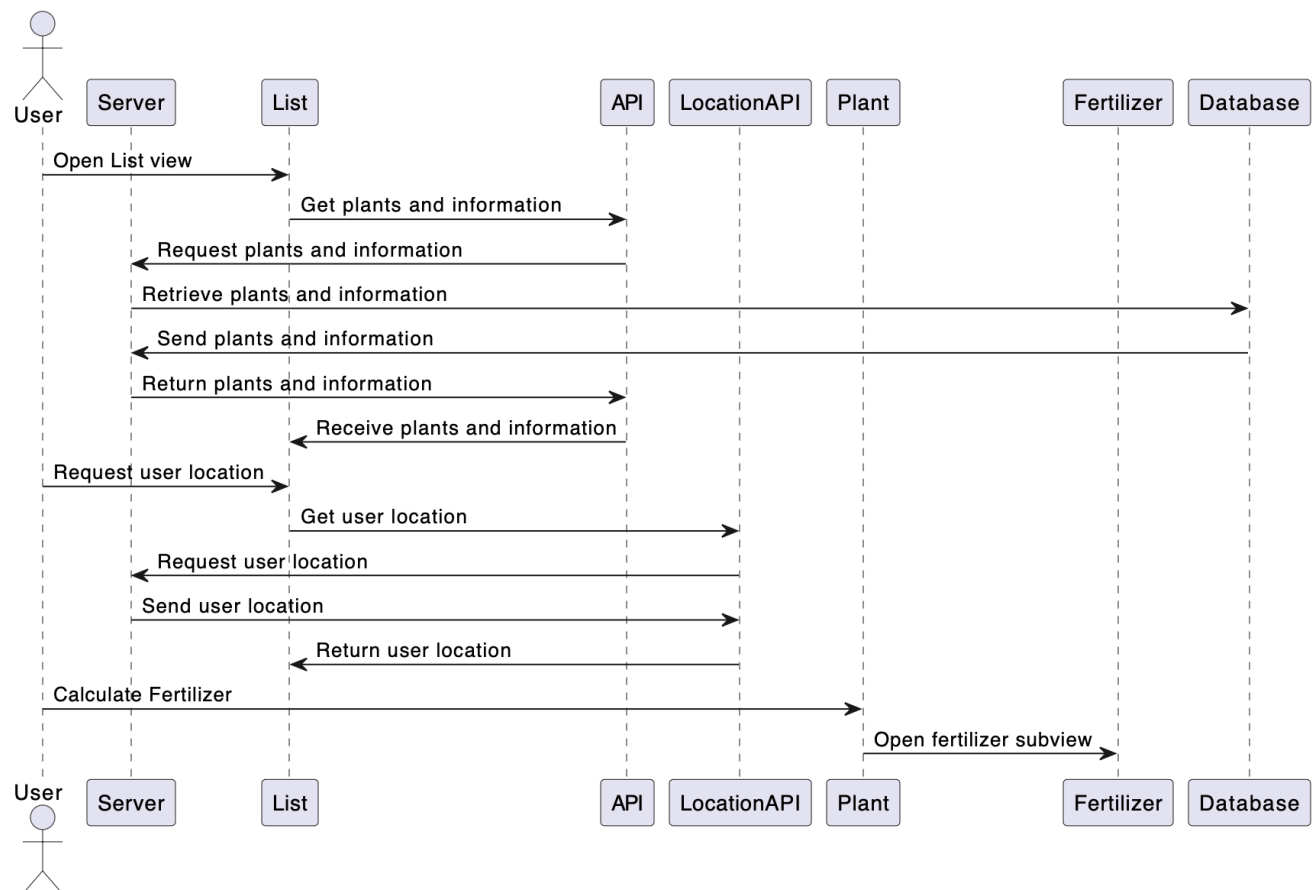 User
Server
List
API
LocationAPI
Plant
Fertilizer
Database
Open List view
Get plants and information
Request plants and information
Retrieve plants and information
Send plants and information
Return plants and information
Receive plants and information
Request user location
Get user location
Request user location
Send user location
Return user location
Calculate Fertilizer
Open fertilizer subview
User
Server
List
API
LocationAPI
Plant
Fertilizer
Database